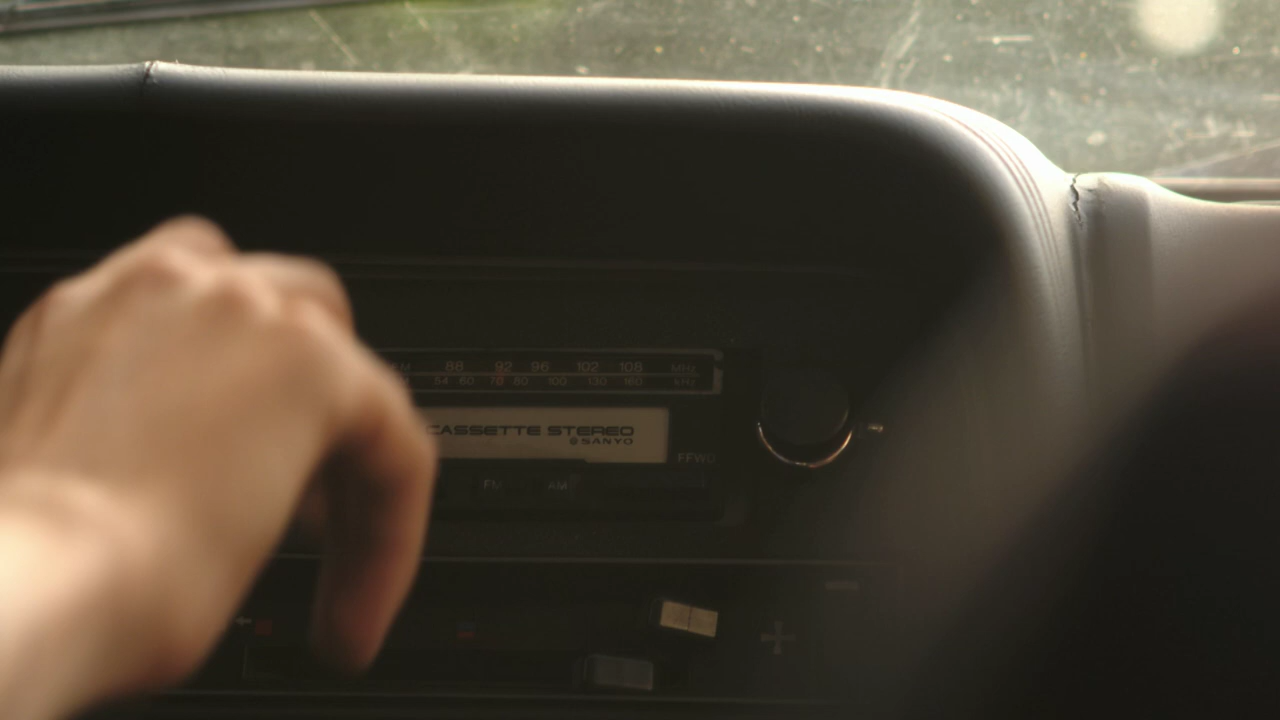 88 92 96 102 108 MHz
54 60 70 80 100 130 160 kHz
CASSETTE STEREO
SANYO
FFWD
FM AM